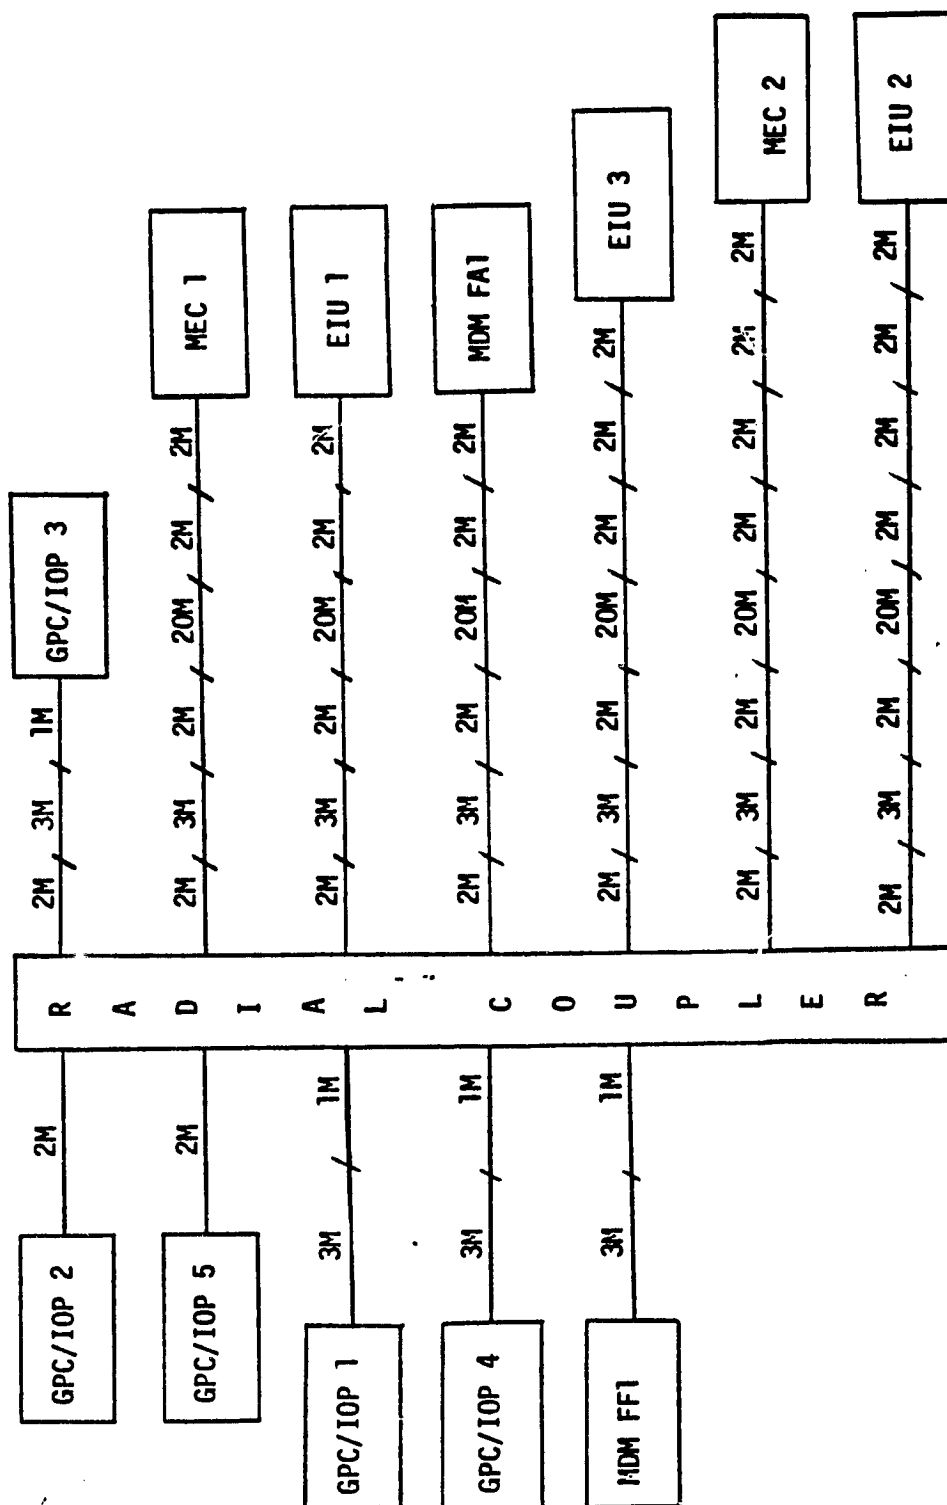 GPC/IOP 2 2M R 2M 3M 1M GPC/IOP 3
A
GPC/IOP 5 2M D 2M 3M 2M 20M 2M 2M MEC 1
I
GPC/IOP 1 3M 1M A 2M 3M 2M 20M 2M 2M EIU 1
L
GPC/IOP 4 3M 1M C 2M 3M 2M 20M 2M 2M MDM FA1
O
MDM FF1 3M 1M U 2M 3M 2M 20M 2M 2M 2M EIU 3
P
L 2M 3M 2M 20M 2M 2M 2M 2M MEC 2
E
R 2M 3M 2M 20M 2M 2M 2M 2M EIU 2